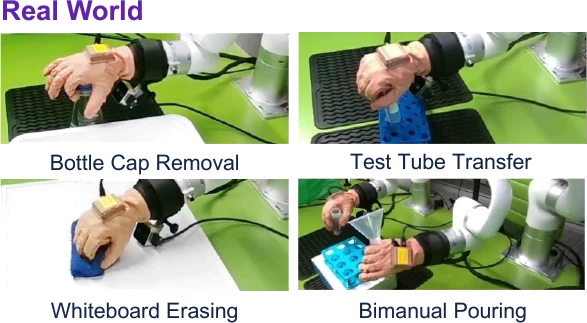 Real World
Bottle Cap Removal
Test Tube Transfer
Whiteboard Erasing
Bimanual Pouring